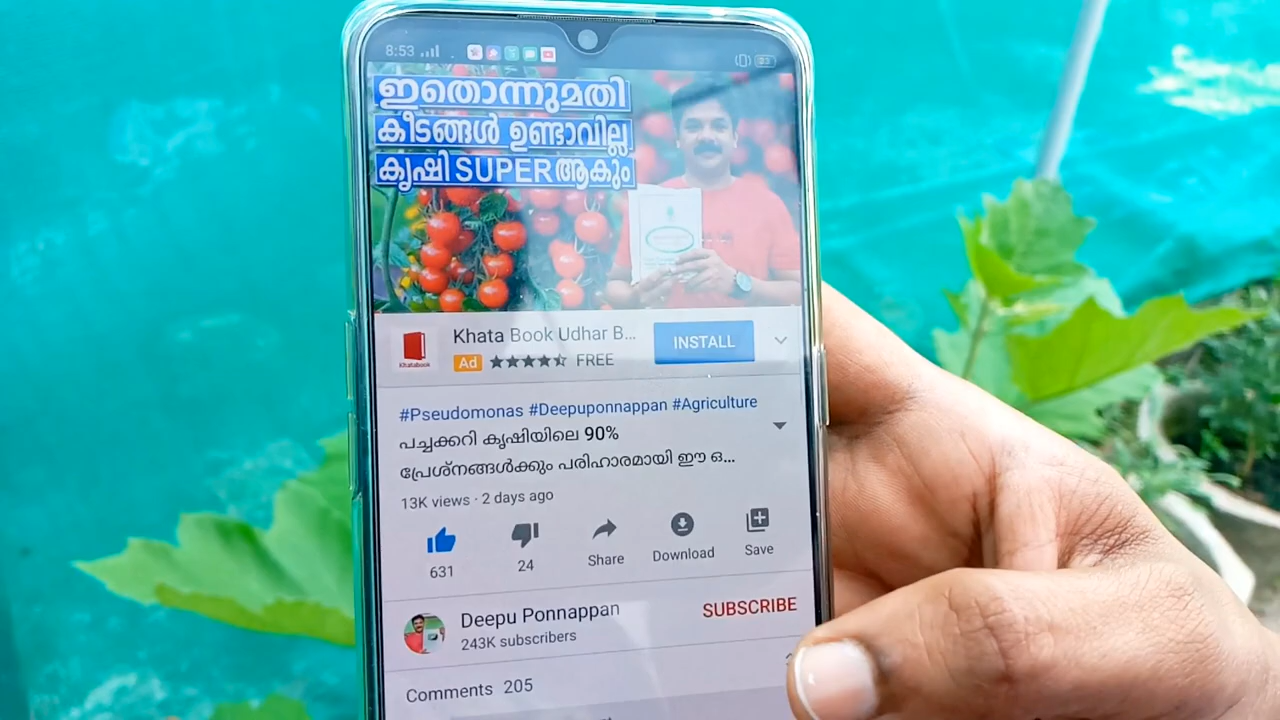 8:53
ഇതൊന്നുമതി
കീടങ്ങൾ ഉണ്ടാവില്ല
കൃഷി SUPER ആകും
Khata Book Udhar B...
Khatabook
Ad FREE
INSTALL
#Pseudomonas #Deepuponnappan #Agriculture
പച്ചക്കറി കൃഷിയിലെ 90%
പ്രേശ്നങ്ങൾക്കും പരിഹാരമായി ഈ ഒ...
13K views · 2 days ago
631 24 Share Download Save
Deepu Ponnappan
243K subscribers
SUBSCRIBE
Comments 205